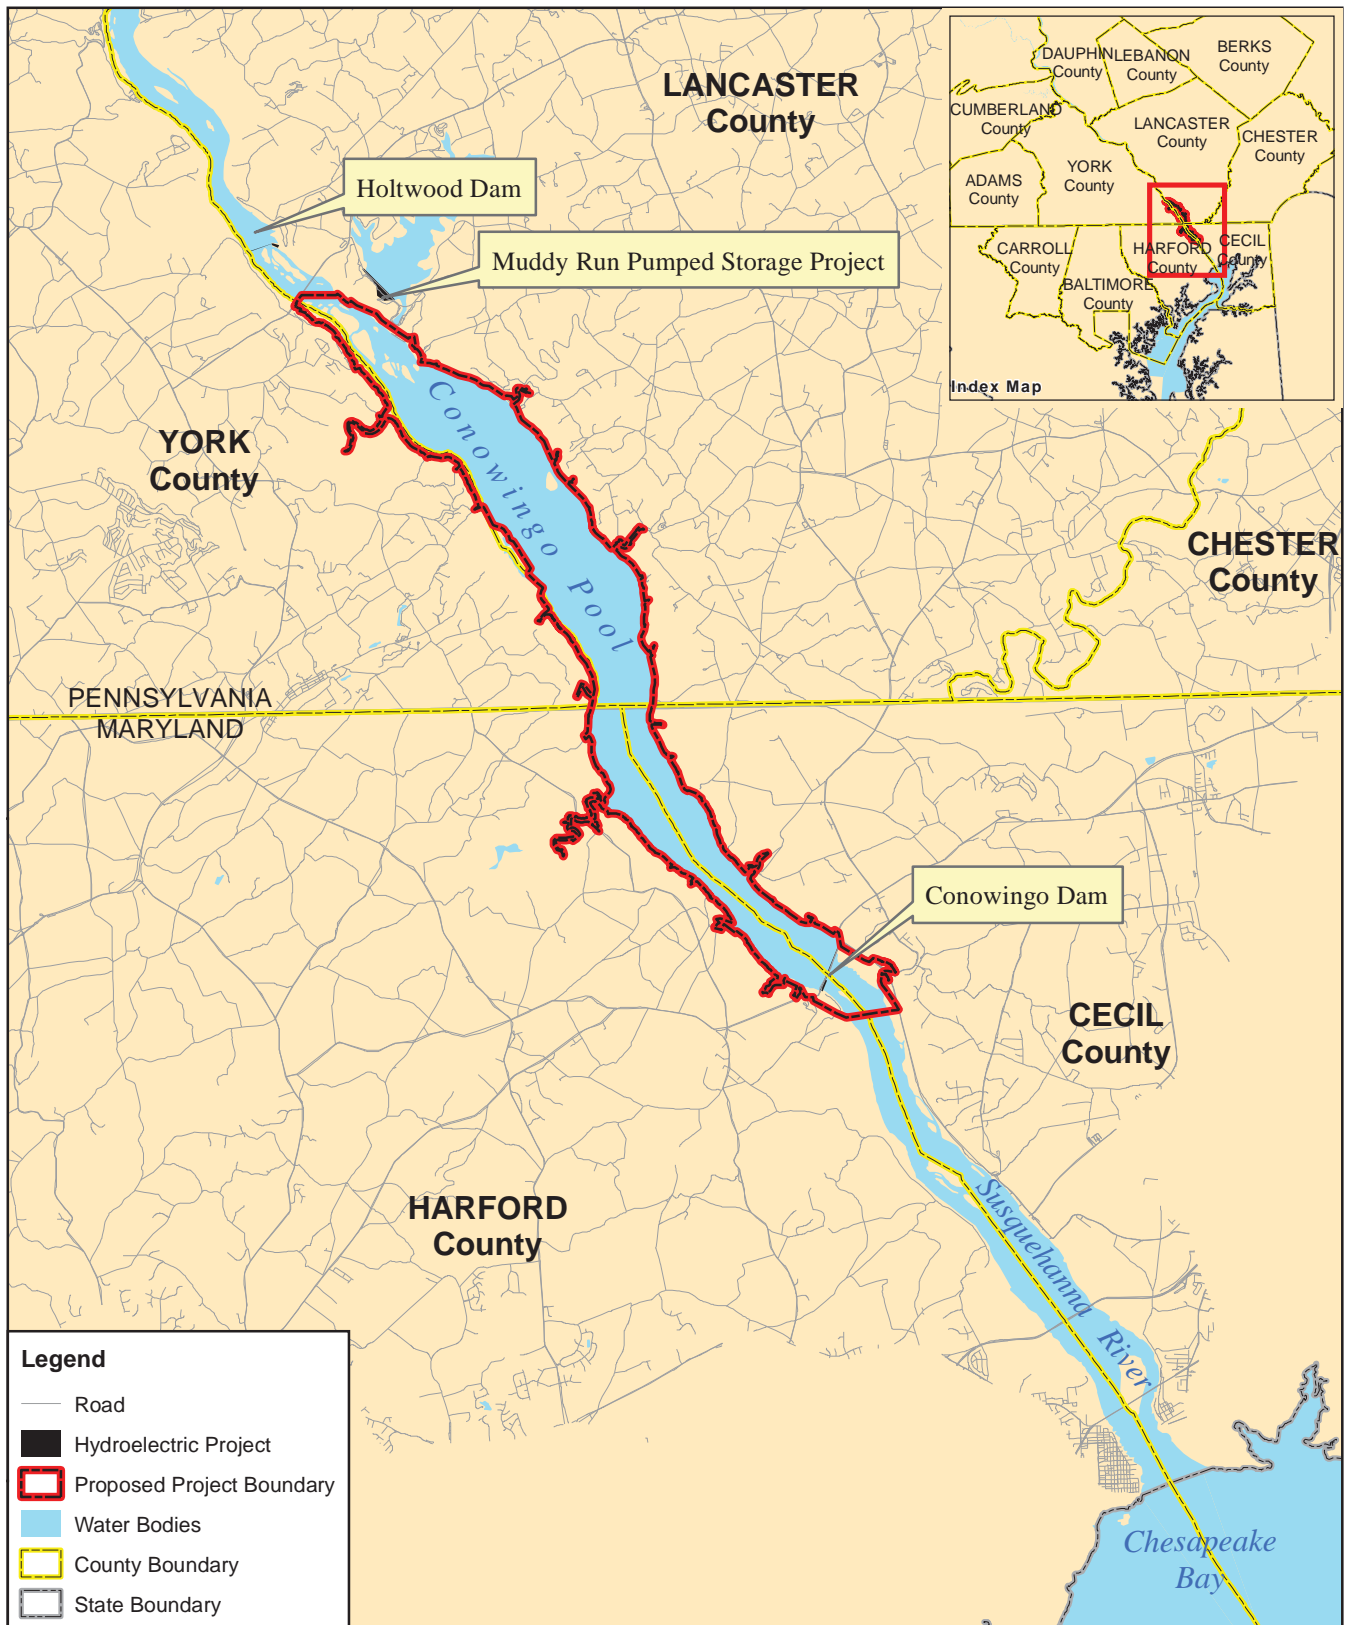 LANCASTER
County
Holtwood Dam
Muddy Run Pumped Storage Project
Conowingo Pool
YORK
County
CHESTER
County
PENNSYLVANIA
MARYLAND
Conowingo Dam
CECIL
County
HARFORD
County
Susquehanna River
Chesapeake
Bay
DAUPHIN
County
LEBANON
County
BERKS
County
CUMBERLAND
County
LANCASTER
County
CHESTER
County
YORK
County
ADAMS
County
CARROLL
County
HARFORD
County
CECIL
County
BALTIMORE
County
Index Map
Legend
Road
Hydroelectric Project
Proposed Project Boundary
Water Bodies
County Boundary
State Boundary